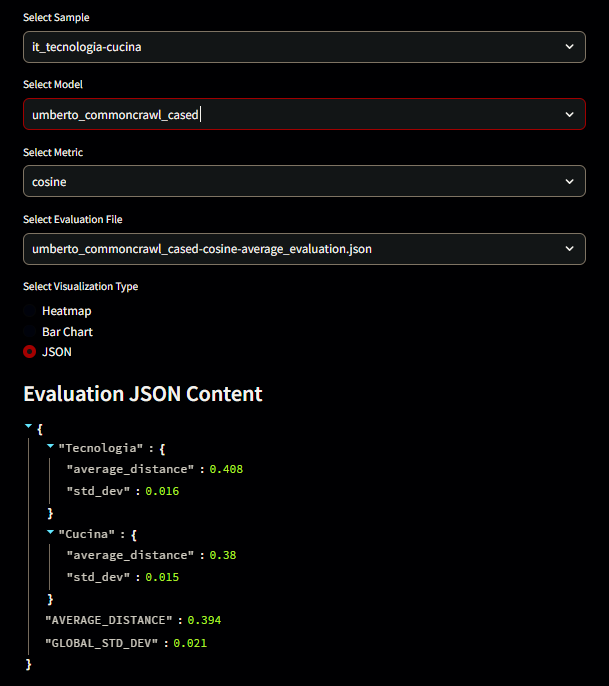 Select Sample
it_tecnologia-cucina
Select Model
umberto_commoncrawl_cased
Select Metric
cosine
Select Evaluation File
umberto_commoncrawl_cased-cosine-average_evaluation.json
Select Visualization Type
Heatmap
Bar Chart
JSON
Evaluation JSON Content
{
"Tecnologia" : {
"average_distance" : 0.408
"std_dev" : 0.016
}
"Cucina" : {
"average_distance" : 0.38
"std_dev" : 0.015
}
"AVERAGE_DISTANCE" : 0.394
"GLOBAL_STD_DEV" : 0.021
}